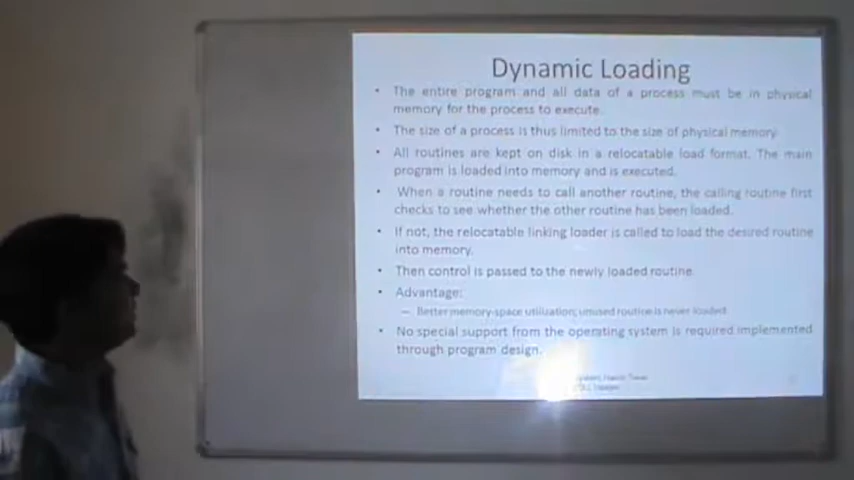 Dynamic Loading
• The entire program and all data of a process must be in physical
memory for the process to execute.
• The size of a process is thus limited to the size of physical memory.
• All routines are kept on disk in a relocatable load format. The main
program is loaded into memory and is executed.
• When a routine needs to call another routine, the calling routine first
checks to see whether the other routine has been loaded.
• If not, the relocatable linking loader is called to load the desired routine
into memory.
• Then control is passed to the newly loaded routine.
• Advantage:
– Better memory-space utilization; unused routine is never loaded.
• No special support from the operating system is required implemented
through program design.